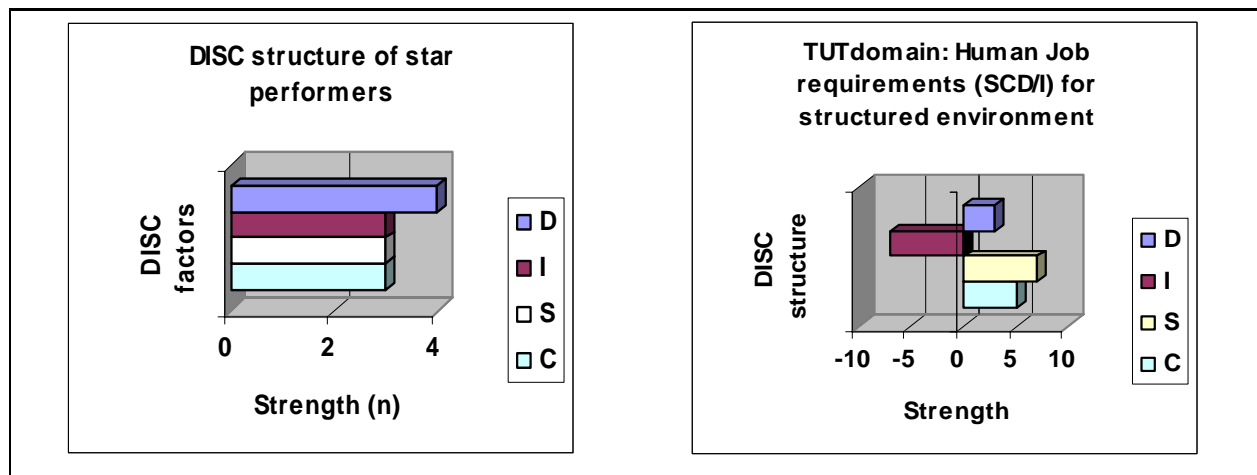 DISC structure of star
performers
DISC
factors
0 2 4
Strength (n)
D
I
S
C
TUTdomain: Human Job
requirements (SCD/I) for
structured environment
DISC
structure
-10 -5 0 5 10
Strength
D
I
S
C